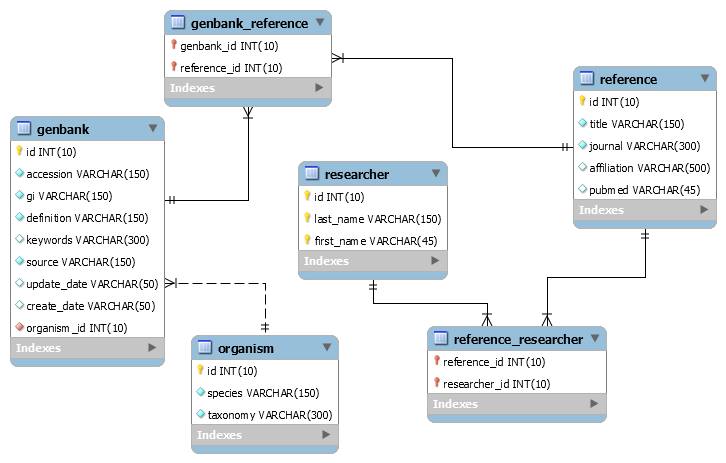 genbank_reference
genbank_id INT(10)
reference_id INT(10)
Indexes
reference
id INT(10)
title VARCHAR(150)
journal VARCHAR(300)
affiliation VARCHAR(500)
pubmed VARCHAR(45)
Indexes
genbank
id INT(10)
accession VARCHAR(150)
gi VARCHAR(150)
definition VARCHAR(150)
keywords VARCHAR(300)
source VARCHAR(150)
update_date VARCHAR(50)
create_date VARCHAR(50)
organism_id INT(10)
Indexes
researcher
id INT(10)
last_name VARCHAR(150)
first_name VARCHAR(45)
Indexes
organism
id INT(10)
species VARCHAR(150)
taxonomy VARCHAR(300)
Indexes
reference_researcher
reference_id INT(10)
researcher_id INT(10)
Indexes